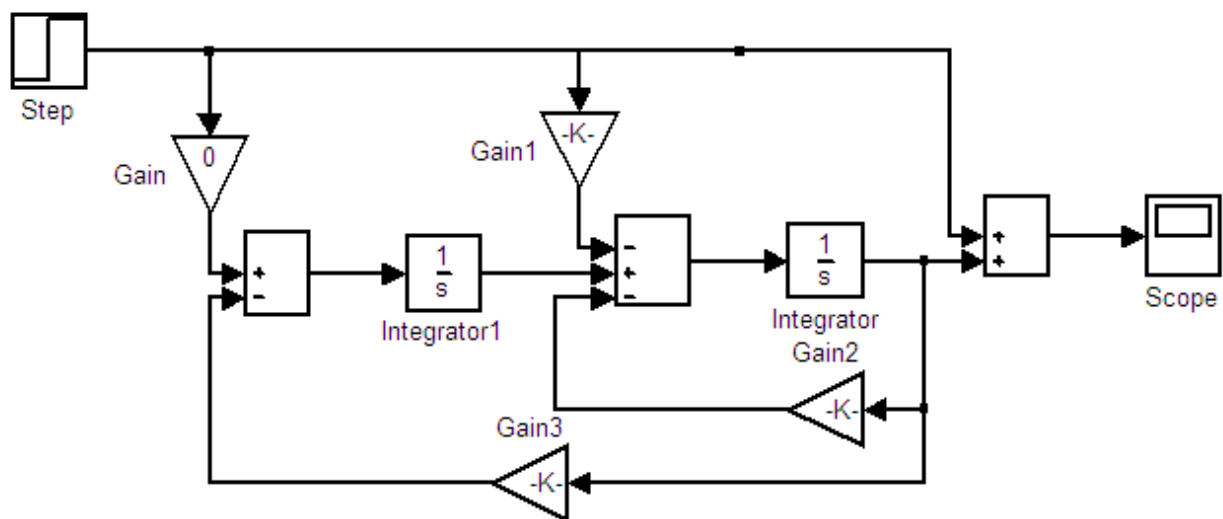 Step
Gain
0
Gain1
-K-
+
-
1
s
Integrator1
-
+
-
1
s
Integrator
+
+
Scope
Gain2
-K-
Gain3
-K-